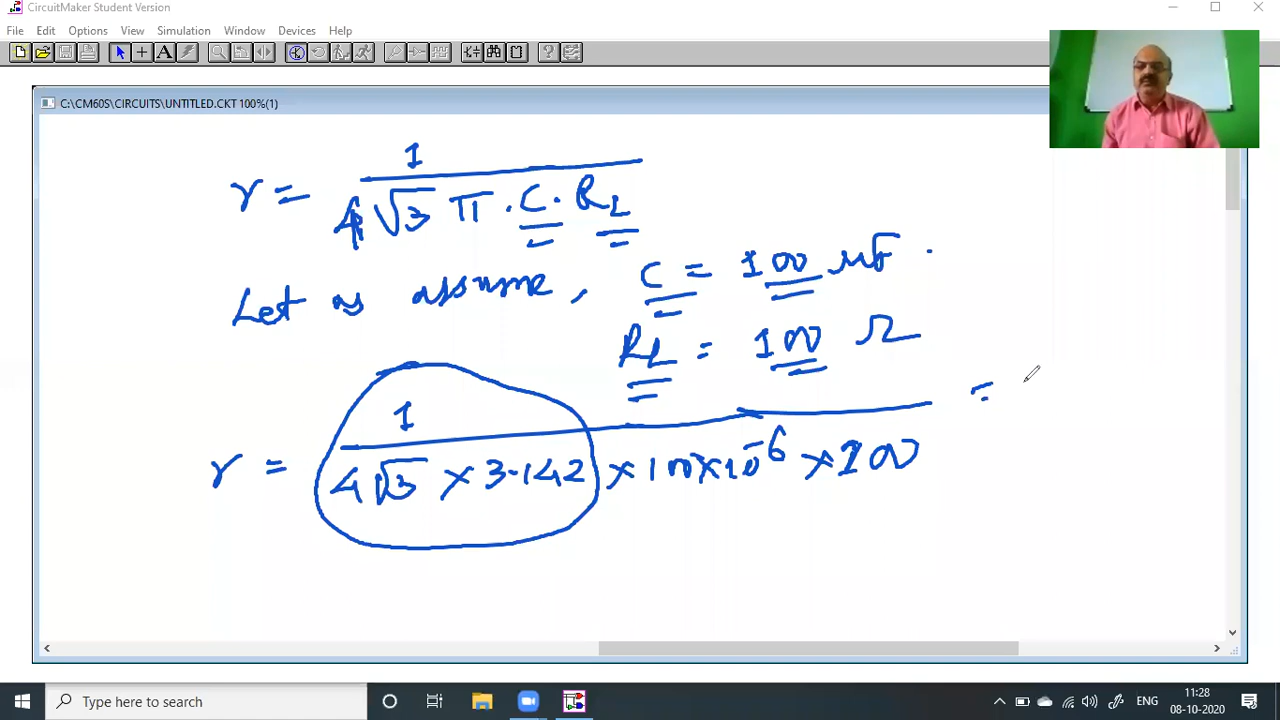 CircuitMaker Student Version
File Edit Options View Simulation Window Devices Help
C:\CM60S\CIRCUITS\UNTITLED.CKT 100%(1)
γ = 1 / 4√3 π · C · RL
Let us assume, C = 100 μf.
RL = 100 Ω
γ = 1 / 4√3 × 3.142 × 100×10^-6 × 100 =
Type here to search
ENG
11:28
08-10-2020